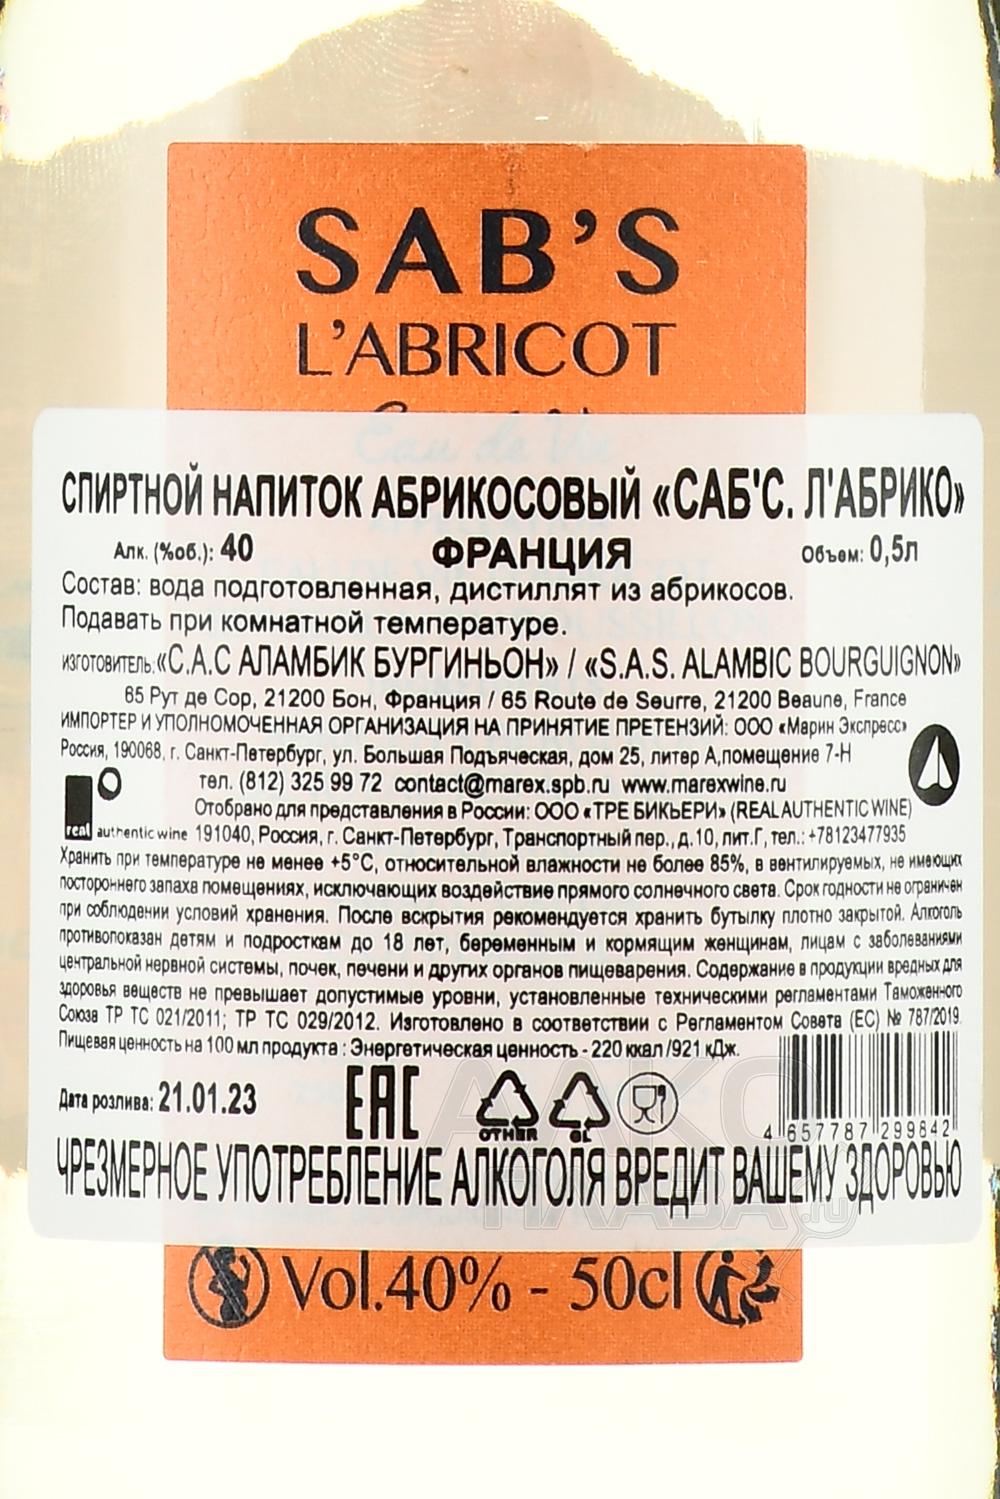 SAB'S
L'ABRICOT
Eau de Vie
СПИРТНОЙ НАПИТОК АБРИКОСОВЫЙ «САБ'С. Л'АБРИКО»
Алк. (%об.): 40 ФРАНЦИЯ Объем: 0,5л
Состав: вода подготовленная, дистиллят из абрикосов.
Подавать при комнатной температуре.
ИЗГОТОВИТЕЛЬ: «С.А.С АЛАМБИК БУРГИНЬОН» / «S.A.S. ALAMBIC BOURGUIGNON»
65 Рут де Сор, 21200 Бон, Франция / 65 Route de Seurre, 21200 Beaune, France
ИМПОРТЕР И УПОЛНОМОЧЕННАЯ ОРГАНИЗАЦИЯ НА ПРИНЯТИЕ ПРЕТЕНЗИЙ: ООО «Марин Экспресс»
Россия, 190068, г. Санкт-Петербург, ул. Большая Подъяческая, дом 25, литер А,помещение 7-Н
тел. (812) 325 99 72 contact@marex.spb.ru www.marexwine.ru
Отобрано для представления в России: ООО «ТРЕ БИКЬЕРИ» (REAL AUTHENTIC WINE)
real authentic wine 191040, Россия, г. Санкт-Петербург, Транспортный пер., д.10, лит.Г, тел.: +78123477935
Хранить при температуре не менее +5°С, относительной влажности не более 85%, в вентилируемых, не имеющих
постороннего запаха помещениях, исключающих воздействие прямого солнечного света. Срок годности не ограничен
при соблюдении условий хранения. После вскрытия рекомендуется хранить бутылку плотно закрытой. Алкоголь
противопоказан детям и подросткам до 18 лет, беременным и кормящим женщинам, лицам с заболеваниями
центральной нервной системы, почек, печени и других органов пищеварения. Содержание в продукции вредных для
здоровья веществ не превышает допустимые уровни, установленные техническими регламентами Таможенного
Союза ТР ТС 021/2011; ТР ТС 029/2012. Изготовлено в соответствии с Регламентом Совета (ЕС) № 787/2019.
Пищевая ценность на 100 мл продукта : Энергетическая ценность - 220 ккал /921 кДж.
Дата розлива: 21.01.23 EAC OTHER GL 4 657787 299842
ЧРЕЗМЕРНОЕ УПОТРЕБЛЕНИЕ АЛКОГОЛЯ ВРЕДИТ ВАШЕМУ ЗДОРОВЬЮ
АЛКО
ПЛАВА.ru
Vol.40% - 50cl